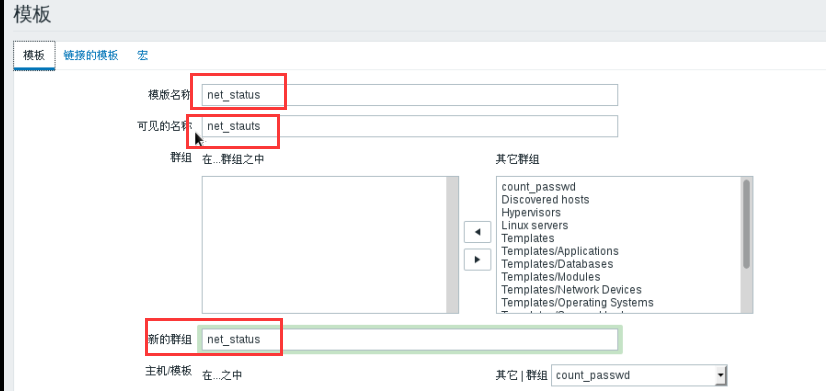 模板
模板 链接的模板 宏
模版名称 net_status
可见的名称 net_stauts
群组 在...群组之中 其它群组
count_passwd
Discovered hosts
Hypervisors
Linux servers
Templates
Templates/Applications
Templates/Databases
Templates/Modules
Templates/Network Devices
Templates/Operating Systems
新的群组 net_status
主机/模板 在...之中 其它 | 群组 count_passwd